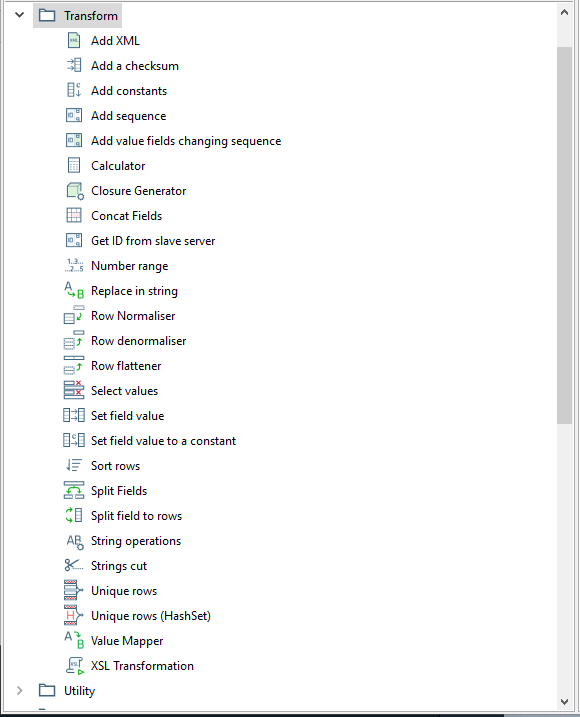 Transform
Add XML
Add a checksum
Add constants
Add sequence
Add value fields changing sequence
Calculator
Closure Generator
Concat Fields
Get ID from slave server
Number range
Replace in string
Row Normaliser
Row denormaliser
Row flattener
Select values
Set field value
Set field value to a constant
Sort rows
Split Fields
Split field to rows
String operations
Strings cut
Unique rows
Unique rows (HashSet)
Value Mapper
XSL Transformation
Utility